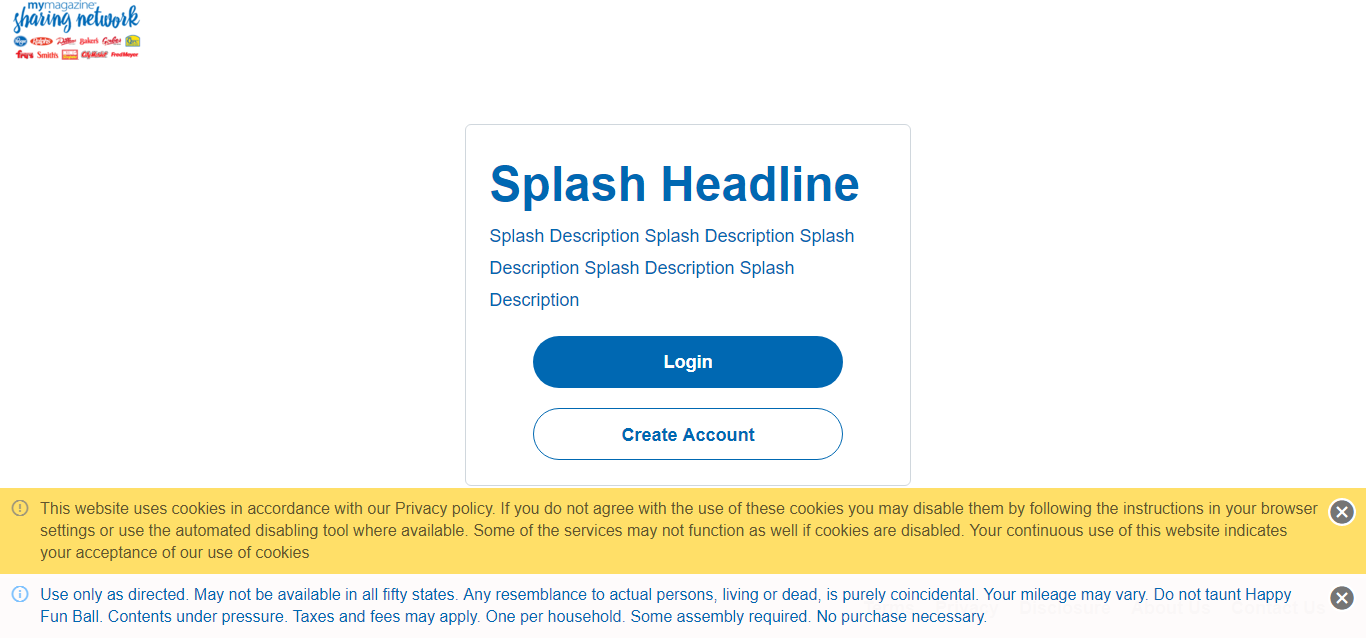 mymagazine
sharing network
Ralphs Bakers
fry's Smith's FredMeyer
Splash Headline
Splash Description Splash Description Splash
Description Splash Description Splash
Description
Login
Create Account
This website uses cookies in accordance with our Privacy policy. If you do not agree with the use of these cookies you may disable them by following the instructions in your browser
settings or use the automated disabling tool where available. Some of the services may not function as well if cookies are disabled. Your continuous use of this website indicates
your acceptance of our use of cookies
Use only as directed. May not be available in all fifty states. Any resemblance to actual persons, living or dead, is purely coincidental. Your mileage may vary. Do not taunt Happy
Fun Ball. Contents under pressure. Taxes and fees may apply. One per household. Some assembly required. No purchase necessary.